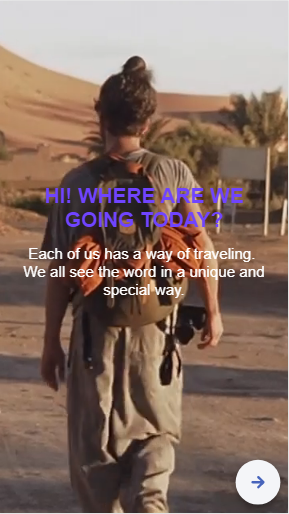 HI! WHERE ARE WE
GOING TODAY?
Each of us has a way of traveling.
We all see the word in a unique and
special way.